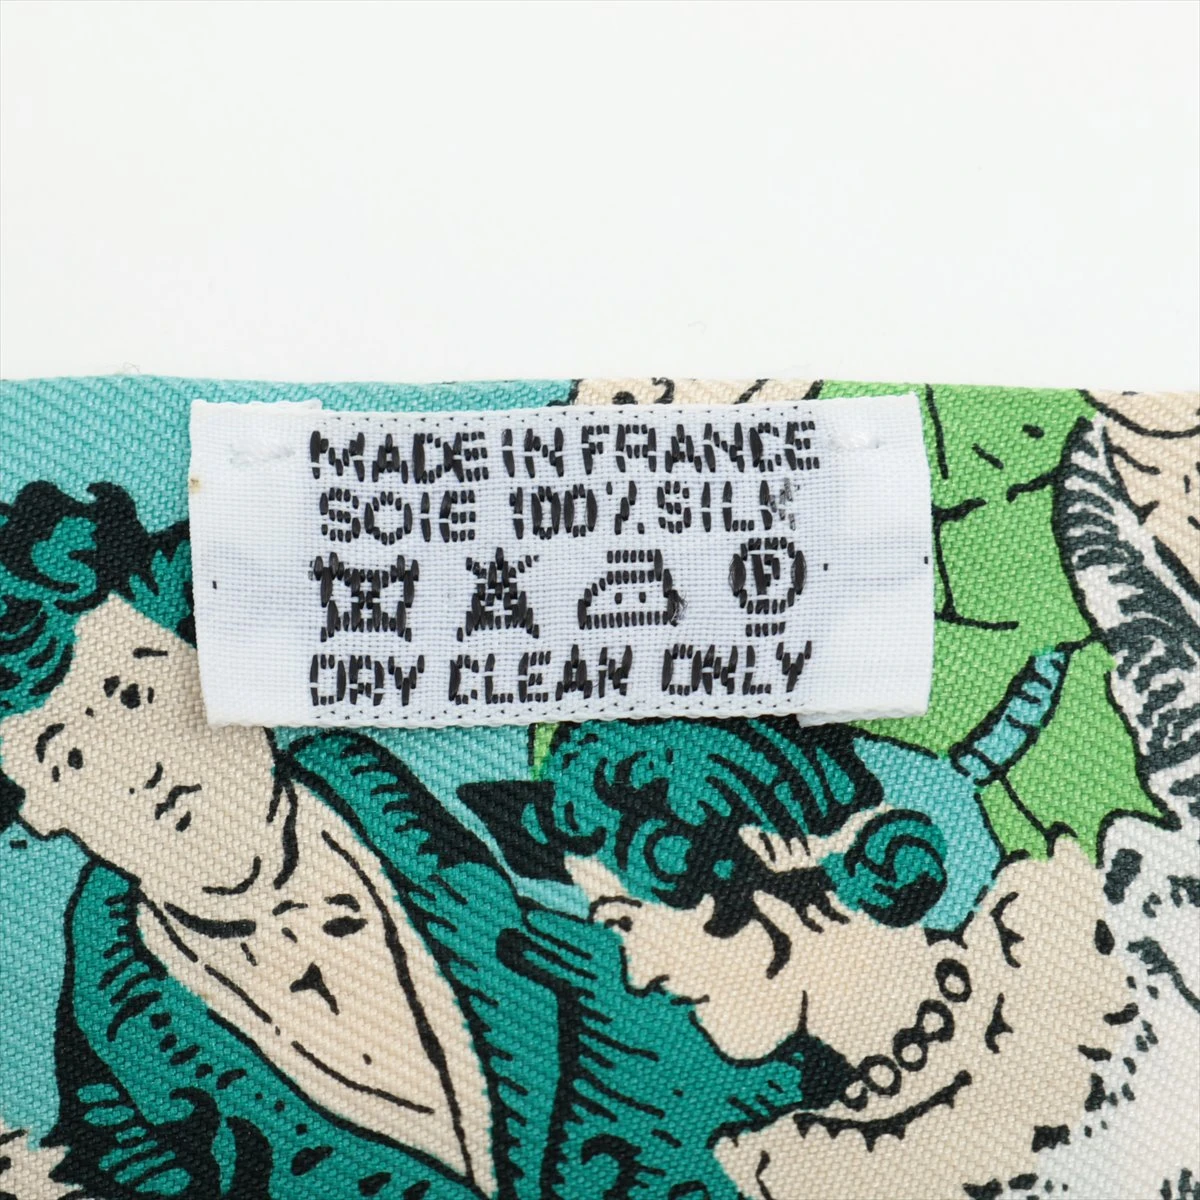 MADE IN FRANCE
SOIE 100% SILK
P
DRY CLEAN ONLY